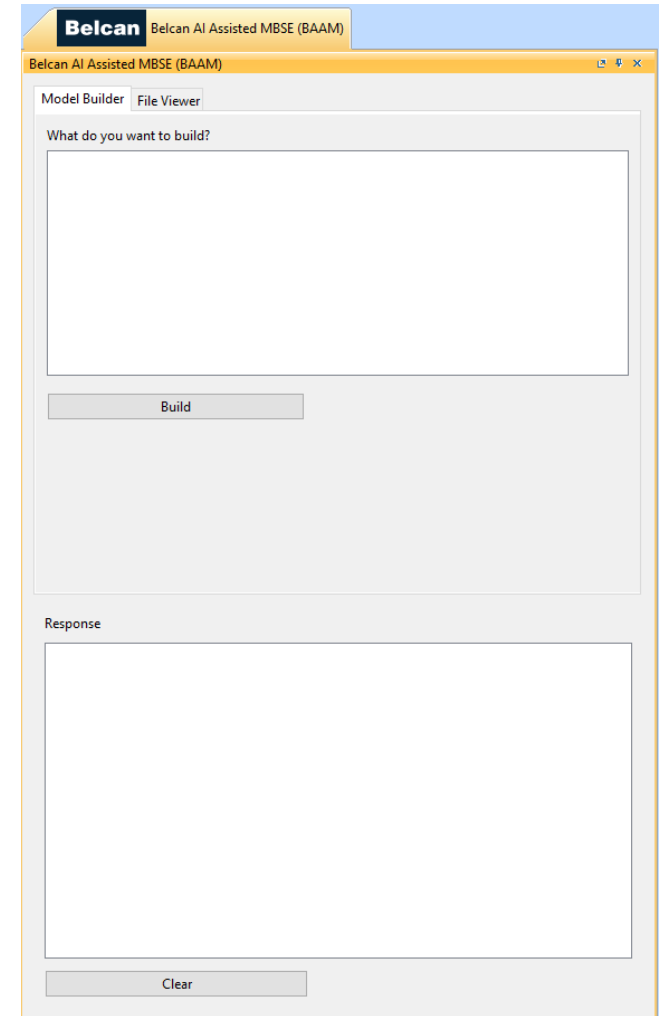 Belcan Belcan AI Assisted MBSE (BAAM)
Belcan AI Assisted MBSE (BAAM)
Model Builder File Viewer
What do you want to build?
Build
Response
Clear